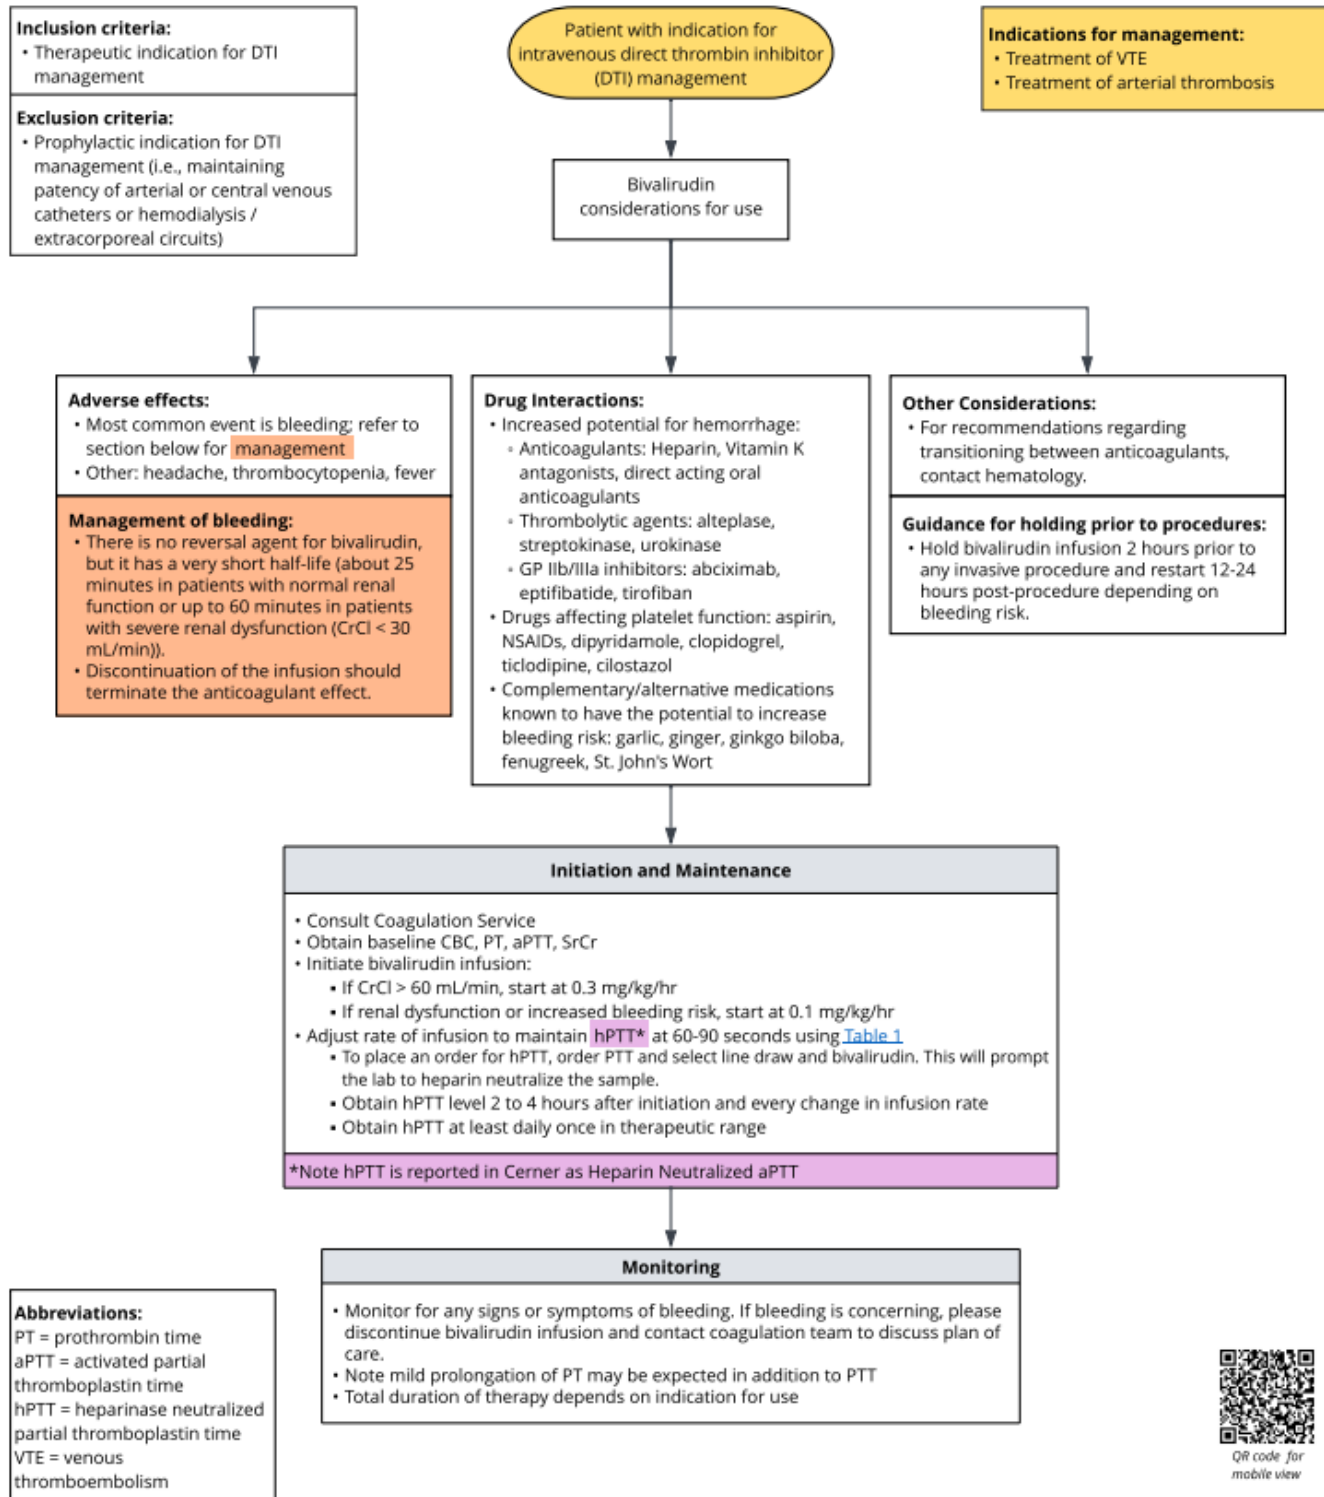 Inclusion criteria:
• Therapeutic indication for DTI
management
Exclusion criteria:
• Prophylactic indication for DTI
management (i.e., maintaining
patency of arterial or central venous
catheters or hemodialysis /
extracorporeal circuits)
Patient with indication for
intravenous direct thrombin inhibitor
(DTI) management
Indications for management:
• Treatment of VTE
• Treatment of arterial thrombosis
Bivalirudin
considerations for use
Adverse effects:
• Most common event is bleeding; refer to
section below for management
• Other: headache, thrombocytopenia, fever
Management of bleeding:
• There is no reversal agent for bivalirudin,
but it has a very short half-life (about 25
minutes in patients with normal renal
function or up to 60 minutes in patients
with severe renal dysfunction (CrCl < 30
mL/min)).
• Discontinuation of the infusion should
terminate the anticoagulant effect.
Drug Interactions:
• Increased potential for hemorrhage:
◦ Anticoagulants: Heparin, Vitamin K
antagonists, direct acting oral
anticoagulants
◦ Thrombolytic agents: alteplase,
streptokinase, urokinase
◦ GP IIb/IIIa inhibitors: abciximab,
eptifibatide, tirofiban
• Drugs affecting platelet function: aspirin,
NSAIDs, dipyridamole, clopidogrel,
ticlodipine, cilostazol
• Complementary/alternative medications
known to have the potential to increase
bleeding risk: garlic, ginger, ginkgo biloba,
fenugreek, St. John's Wort
Other Considerations:
• For recommendations regarding
transitioning between anticoagulants,
contact hematology.
Guidance for holding prior to procedures:
• Hold bivalirudin infusion 2 hours prior to
any invasive procedure and restart 12-24
hours post-procedure depending on
bleeding risk.
Initiation and Maintenance
• Consult Coagulation Service
• Obtain baseline CBC, PT, aPTT, SrCr
• Initiate bivalirudin infusion:
▪ If CrCl > 60 mL/min, start at 0.3 mg/kg/hr
▪ If renal dysfunction or increased bleeding risk, start at 0.1 mg/kg/hr
• Adjust rate of infusion to maintain hPTT* at 60-90 seconds using Table 1
▪ To place an order for hPTT, order PTT and select line draw and bivalirudin. This will prompt
the lab to heparin neutralize the sample.
▪ Obtain hPTT level 2 to 4 hours after initiation and every change in infusion rate
▪ Obtain hPTT at least daily once in therapeutic range
*Note hPTT is reported in Cerner as Heparin Neutralized aPTT
Monitoring
• Monitor for any signs or symptoms of bleeding. If bleeding is concerning, please
discontinue bivalirudin infusion and contact coagulation team to discuss plan of
care.
• Note mild prolongation of PT may be expected in addition to PTT
• Total duration of therapy depends on indication for use
Abbreviations:
PT = prothrombin time
aPTT = activated partial
thromboplastin time
hPTT = heparinase neutralized
partial thromboplastin time
VTE = venous
thromboembolism
QR code for
mobile view